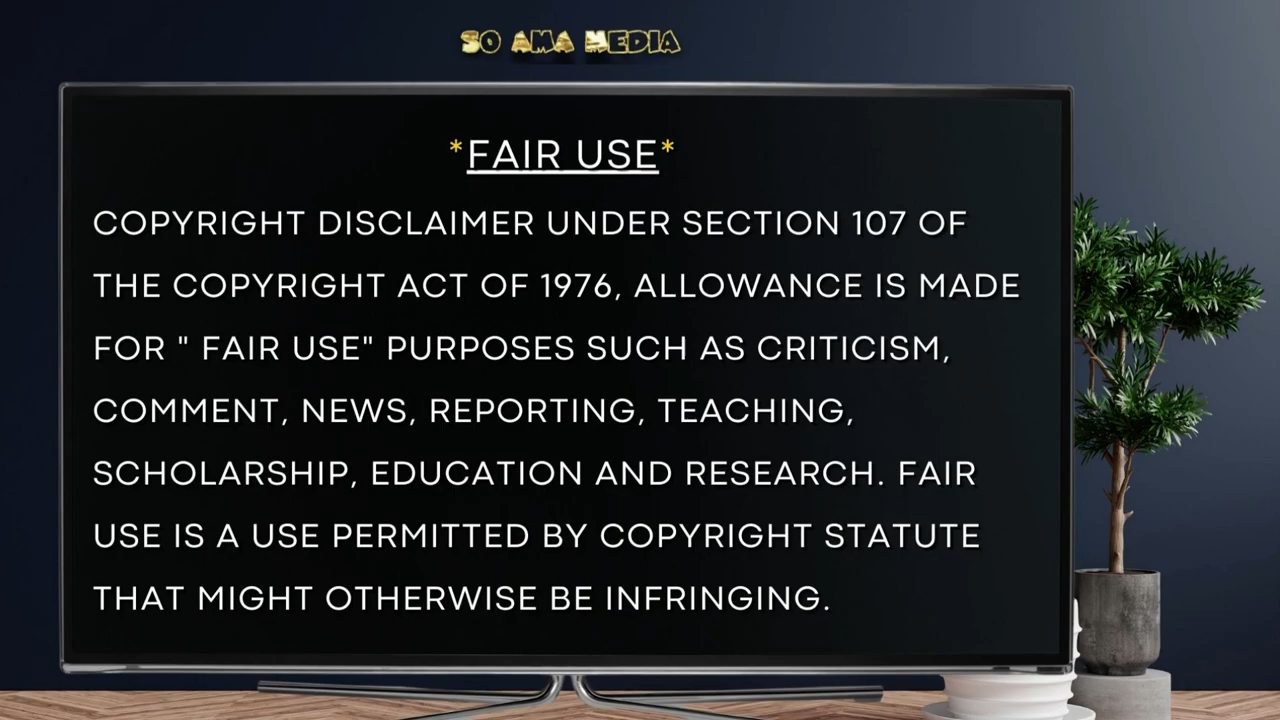 SO AMA MEDIA
*FAIR USE*
COPYRIGHT DISCLAIMER UNDER SECTION 107 OF
THE COPYRIGHT ACT OF 1976, ALLOWANCE IS MADE
FOR " FAIR USE" PURPOSES SUCH AS CRITICISM,
COMMENT, NEWS, REPORTING, TEACHING,
SCHOLARSHIP, EDUCATION AND RESEARCH. FAIR
USE IS A USE PERMITTED BY COPYRIGHT STATUTE
THAT MIGHT OTHERWISE BE INFRINGING.